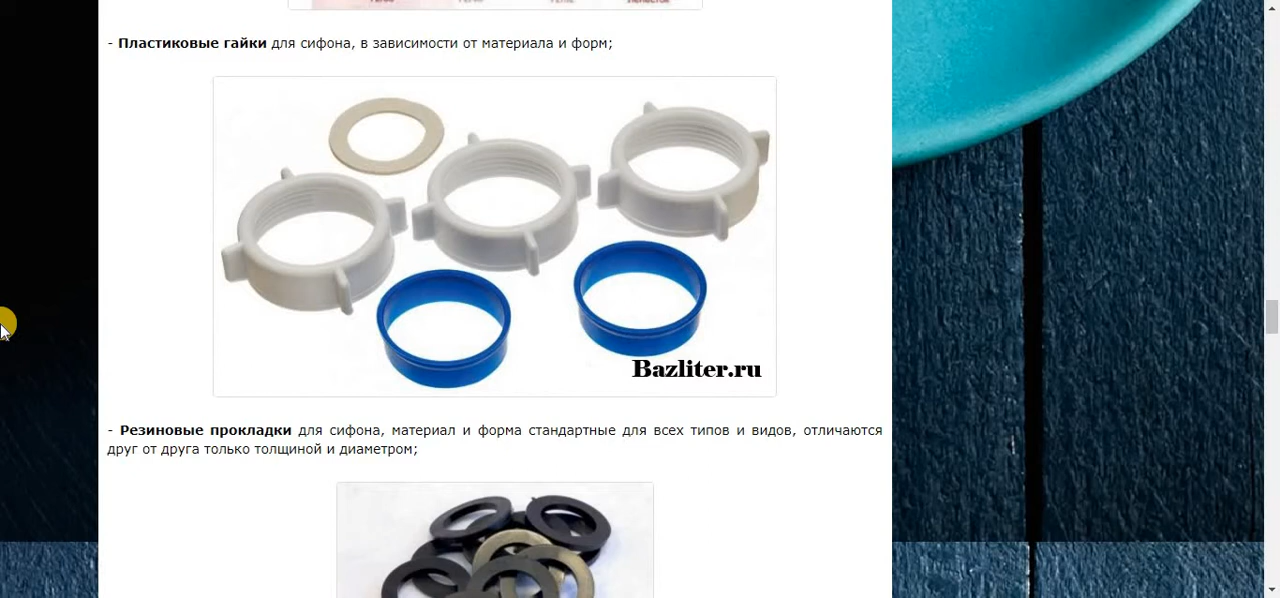 - Пластиковые гайки для сифона, в зависимости от материала и форм;
Bazliter.ru
- Резиновые прокладки для сифона, материал и форма стандартные для всех типов и видов, отличаются
друг от друга только толщиной и диаметром;